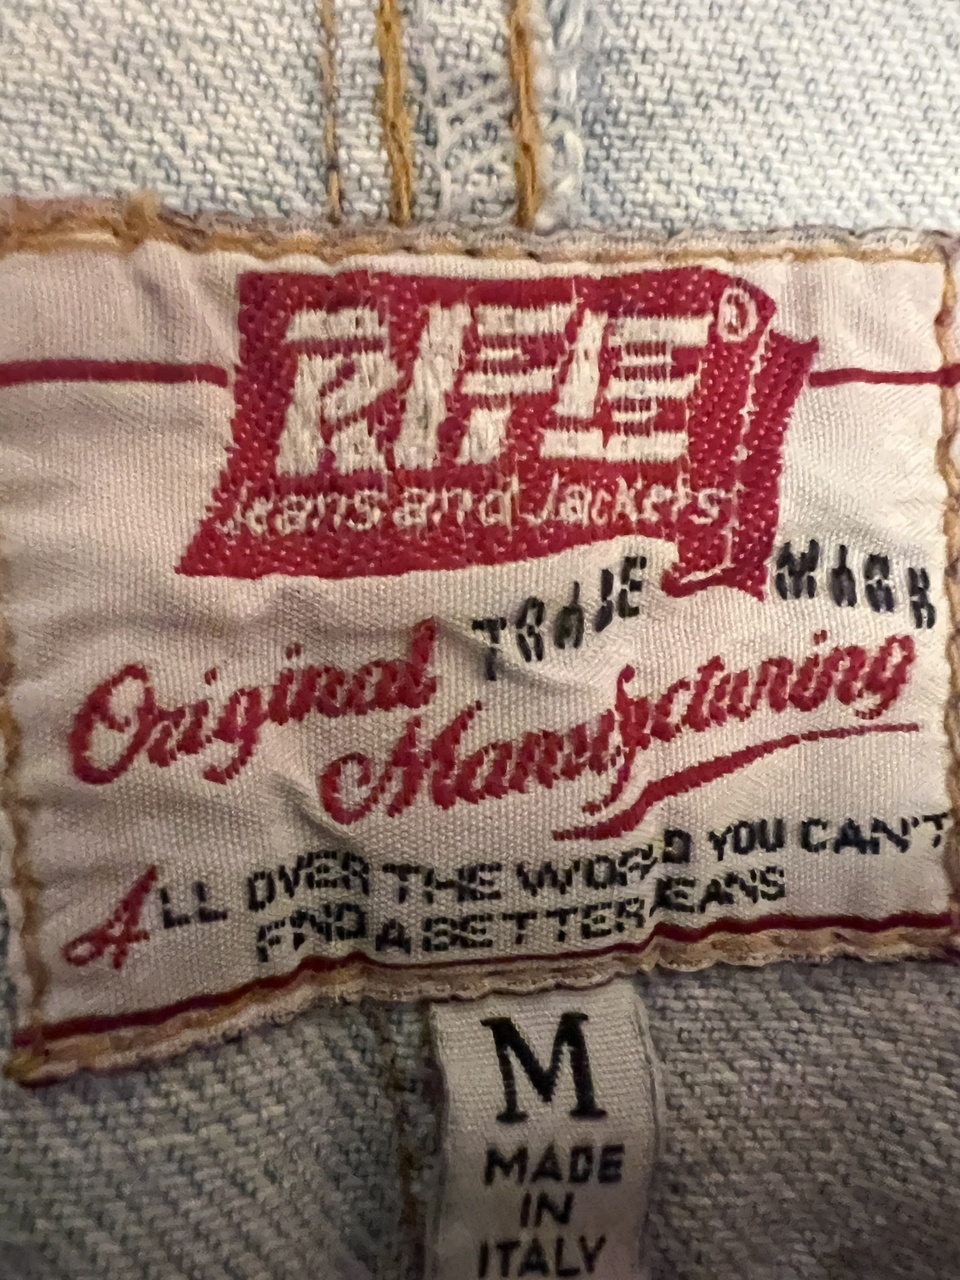 RIFLE®
Jeans and Jackets
TRADE MARK
Original
Manufacturing
ALL OVER THE WORLD YOU CAN'T
FIND A BETTER JEANS
M
MADE
IN
ITALY